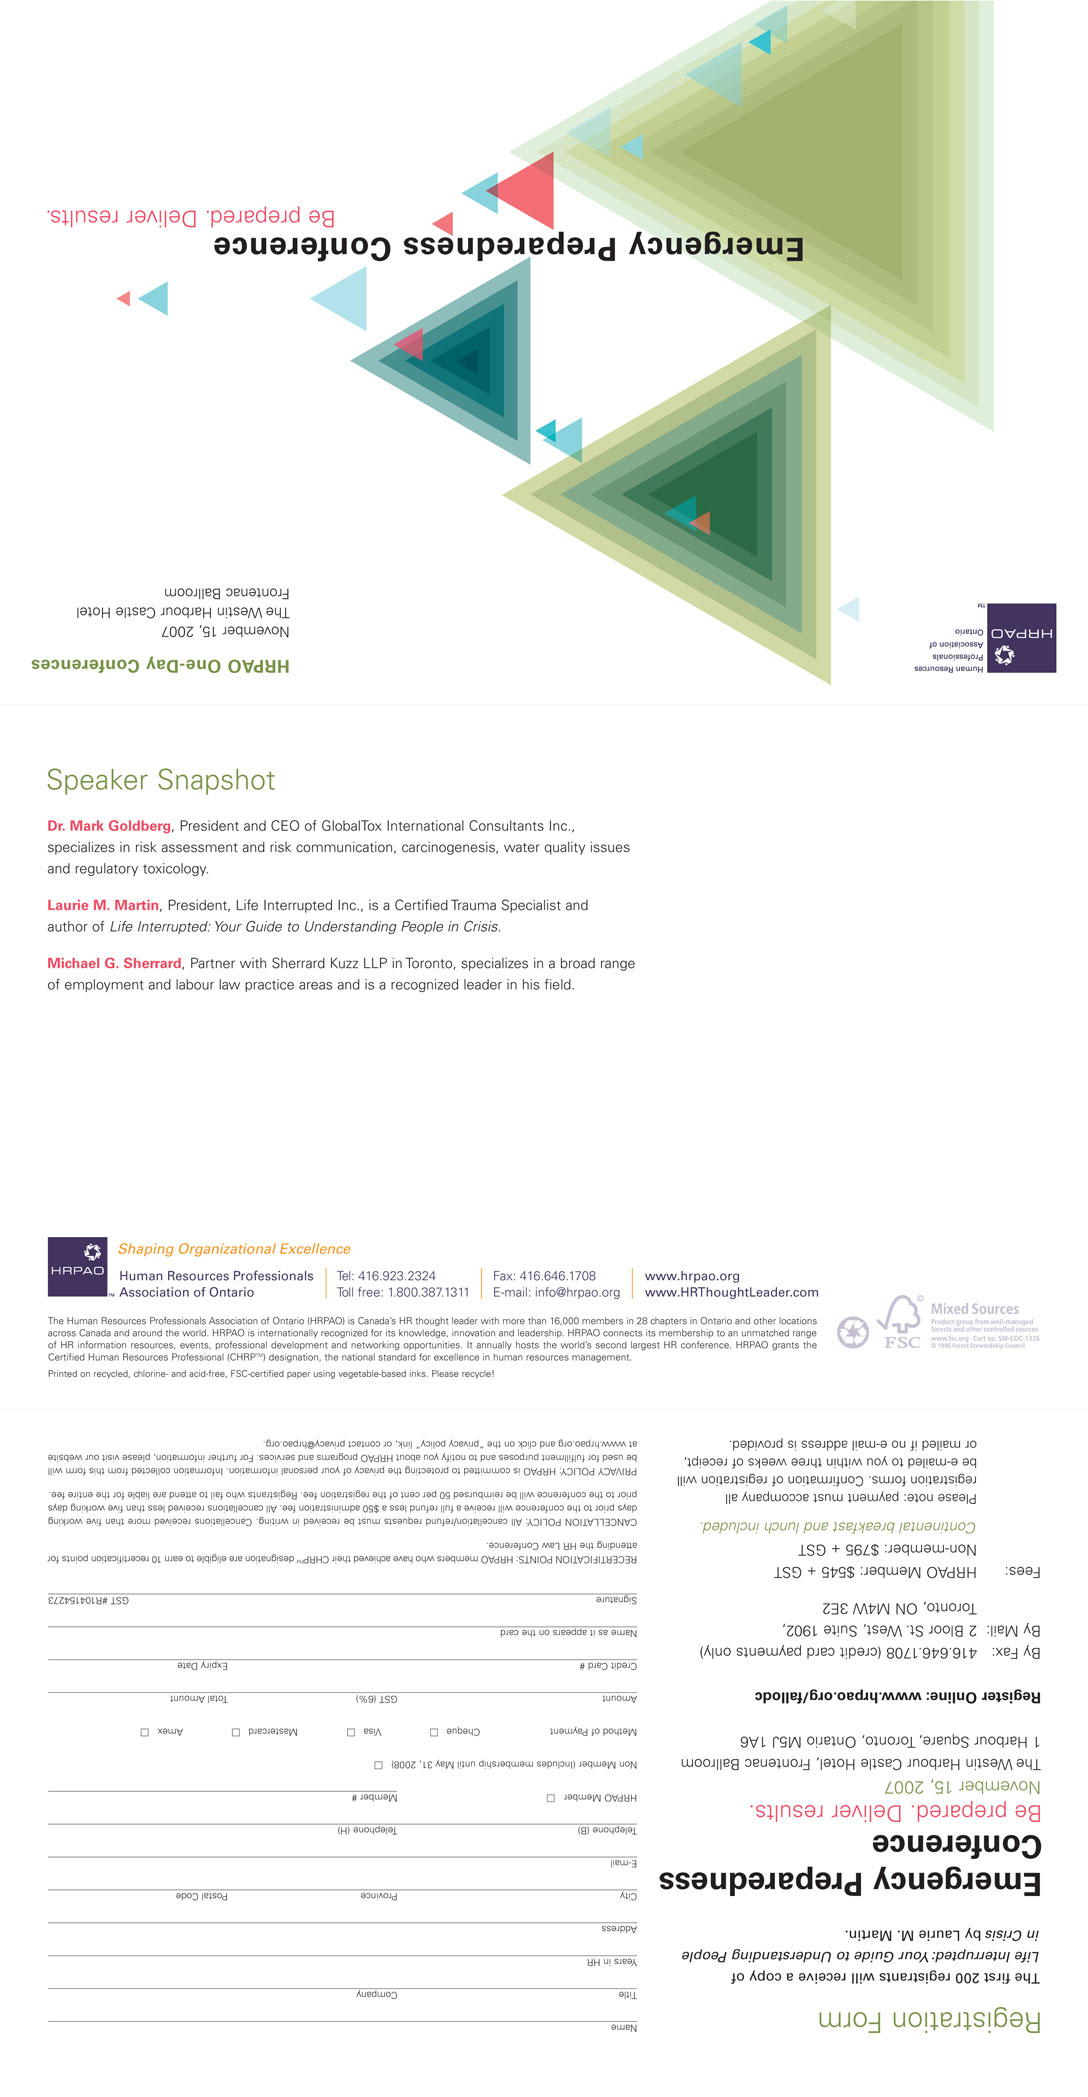 HRPAO One-Day Conferences
November 15, 2007
The Westin Harbour Castle Hotel
Frontenac Ballroom
Human Resources
Professionals
Association of
Ontario
HRPAO
TM
Emergency Preparedness Conference
Be prepared. Deliver results.
Speaker Snapshot
Dr. Mark Goldberg, President and CEO of GlobalTox International Consultants Inc.,
specializes in risk assessment and risk communication, carcinogenesis, water quality issues
and regulatory toxicology.
Laurie M. Martin, President, Life Interrupted Inc., is a Certified Trauma Specialist and
author of Life Interrupted: Your Guide to Understanding People in Crisis.
Michael G. Sherrard, Partner with Sherrard Kuzz LLP in Toronto, specializes in a broad range
of employment and labour law practice areas and is a recognized leader in his field.
HRPAO
TM
Shaping Organizational Excellence
Human Resources Professionals
Association of Ontario
Tel: 416.923.2324
Toll free: 1.800.387.1311
Fax: 416.646.1708
E-mail: info@hrpao.org
www.hrpao.org
www.HRThoughtLeader.com
The Human Resources Professionals Association of Ontario (HRPAO) is Canada's HR thought leader with more than 16,000 members in 28 chapters in Ontario and other locations
across Canada and around the world. HRPAO is internationally recognized for its knowledge, innovation and leadership. HRPAO connects its membership to an unmatched range
of HR information resources, events, professional development and networking opportunities. It annually hosts the world's second largest HR conference. HRPAO grants the
Certified Human Resources Professional (CHRP™) designation, the national standard for excellence in human resources management.
Printed on recycled, chlorine- and acid-free, FSC-certified paper using vegetable-based inks. Please recycle!
©
FSC
Mixed Sources
Product group from well-managed
forests and other controlled sources
www.fsc.org Cert no. SW-COC-1326
© 1996 Forest Stewardship Council
Registration Form
The first 200 registrants will receive a copy of
Life Interrupted: Your Guide to Understanding People
in Crisis by Laurie M. Martin.
Emergency Preparedness
Conference
Be prepared. Deliver results.
November 15, 2007
The Westin Harbour Castle Hotel, Frontenac Ballroom
1 Harbour Square, Toronto, Ontario M5J 1A6
Register Online: www.hrpao.org/fallodc
By Fax: 416.646.1708 (credit card payments only)
By Mail: 2 Bloor St. West, Suite 1902,
Toronto, ON M4W 3E2
Fees: HRPAO Member: $545 + GST
Non-member: $795 + GST
Continental breakfast and lunch included.
Please note: payment must accompany all
registration forms. Confirmation of registration will
be e-mailed to you within three weeks of receipt,
or mailed if no e-mail address is provided.
Name
Title Company
Years in HR
Address
City Province Postal Code
E-mail
Telephone (B) Telephone (H)
HRPAO Member Member #
Non Member (Includes membership until May 31, 2008)
Method of Payment Cheque Visa Mastercard Amex
Amount GST (6%) Total Amount
Credit Card # Expiry Date
Name as it appears on the card
Signature GST #R104154273
RECERTIFICATION POINTS: HRPAO members who have achieved their CHRP™ designation are eligible to earn 10 recertification points for
attending the HR Law Conference.
CANCELLATION POLICY: All cancellation/refund requests must be received in writing. Cancellations received more than five working
days prior to the conference will receive a full refund less a $50 administration fee. All cancellations received less than five working days
prior to the conference will be reimbursed 50 per cent of the registration fee. Registrants who fail to attend are liable for the entire fee.
PRIVACY POLICY: HRPAO is committed to protecting the privacy of your personal information. Information collected from this form will
be used for fulfillment purposes and to notify you about HRPAO programs and services. For further information, please visit our website
at www.hrpao.org and click on the "privacy policy" link, or contact privacy@hrpao.org.